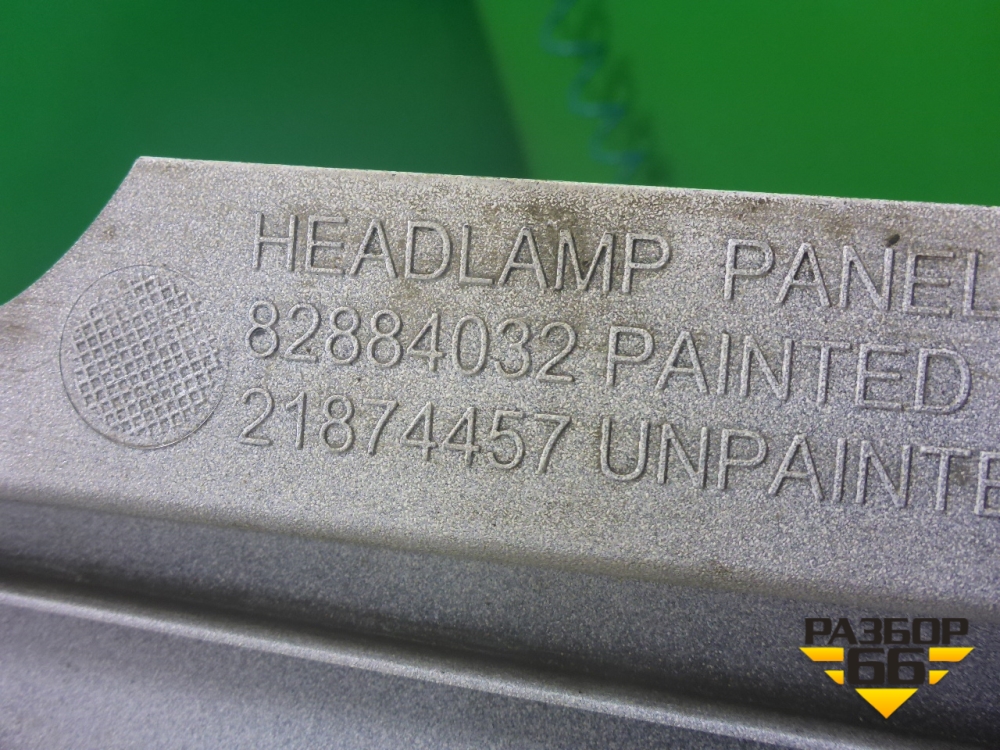 HEADLAMP PANEL
82884032 PAINTED
21874457 UNPAINTE
РАЗБОР
66